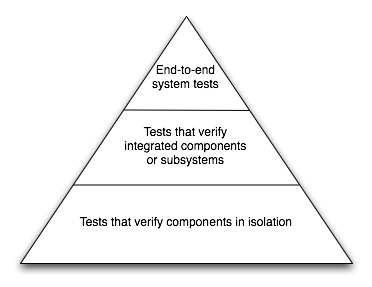 End-to-end
system tests
Tests that verify
integrated components
or subsystems
Tests that verify components in isolation